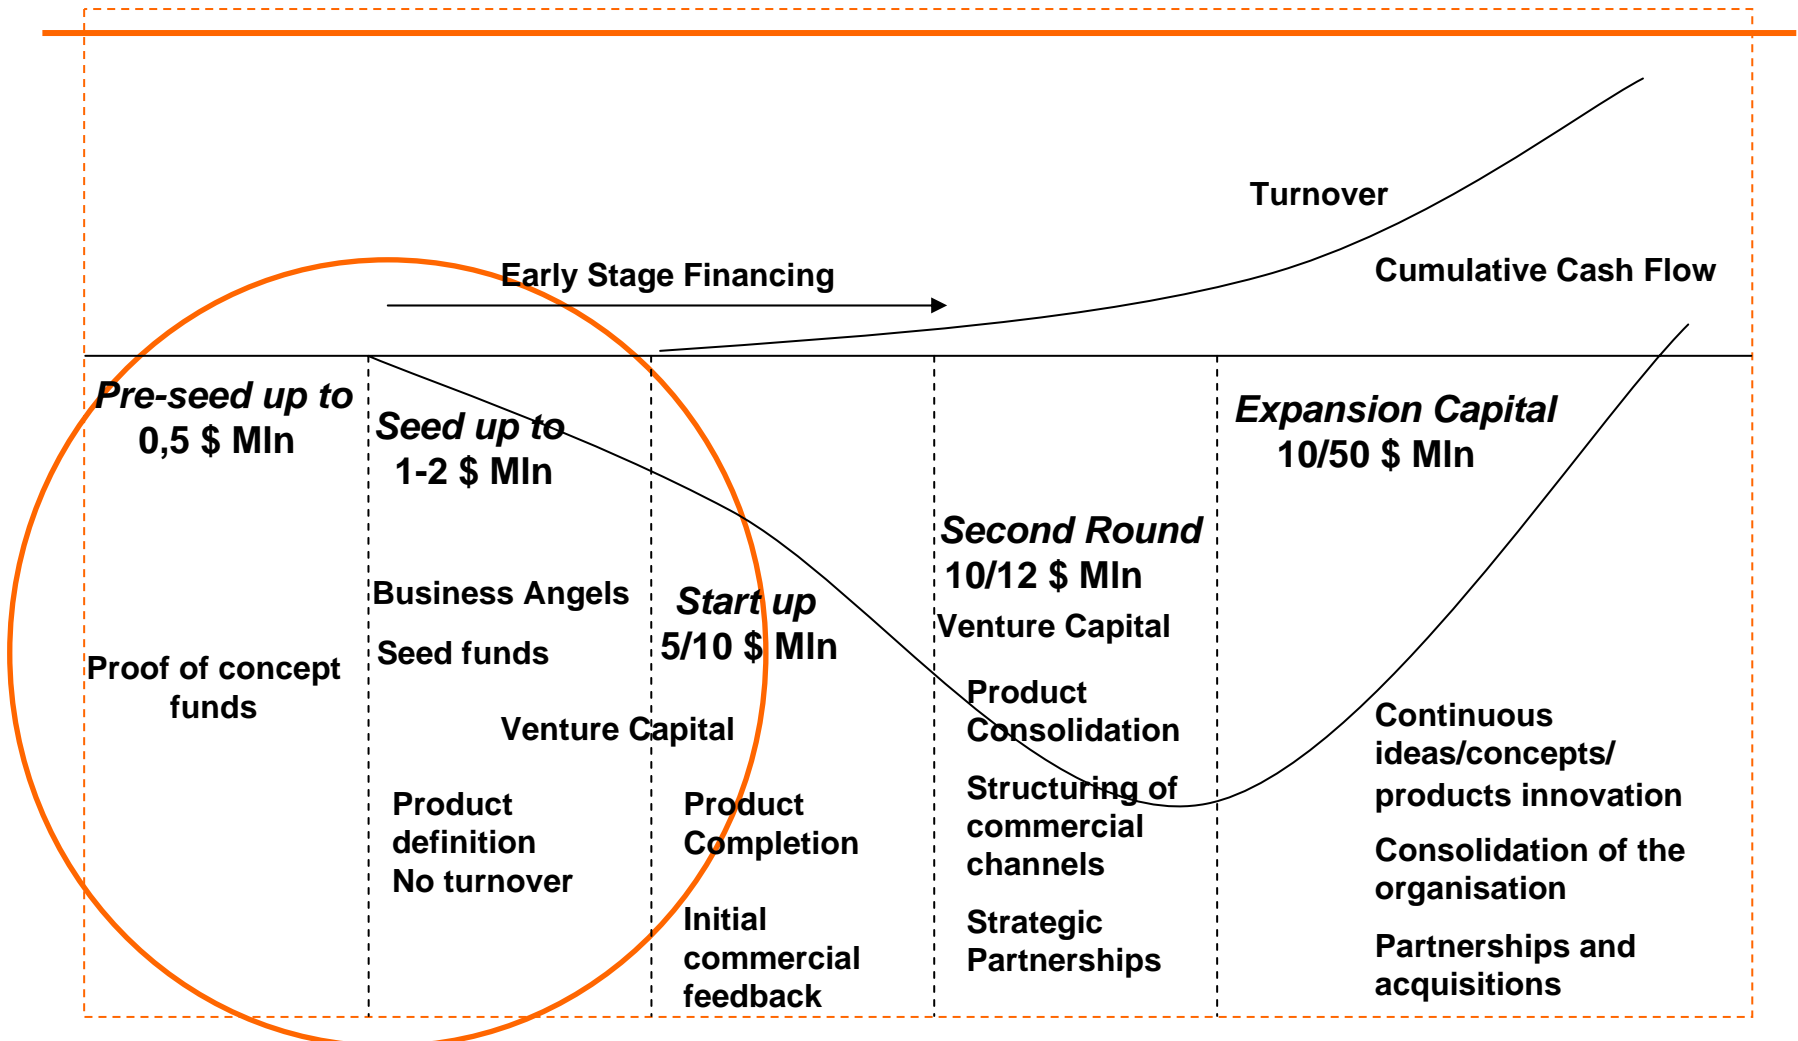 Turnover
Cumulative Cash Flow
Early Stage Financing
Pre-seed up to
0,5 $ Mln
Proof of concept
funds
Seed up to
1-2 $ Mln
Business Angels
Seed funds
Venture Capital
Product
definition
No turnover
Start up
5/10 $ Mln
Product
Completion
Initial
commercial
feedback
Second Round
10/12 $ Mln
Venture Capital
Product
Consolidation
Structuring of
commercial
channels
Strategic
Partnerships
Expansion Capital
10/50 $ Mln
Continuous
ideas/concepts/
products innovation
Consolidation of the
organisation
Partnerships and
acquisitions